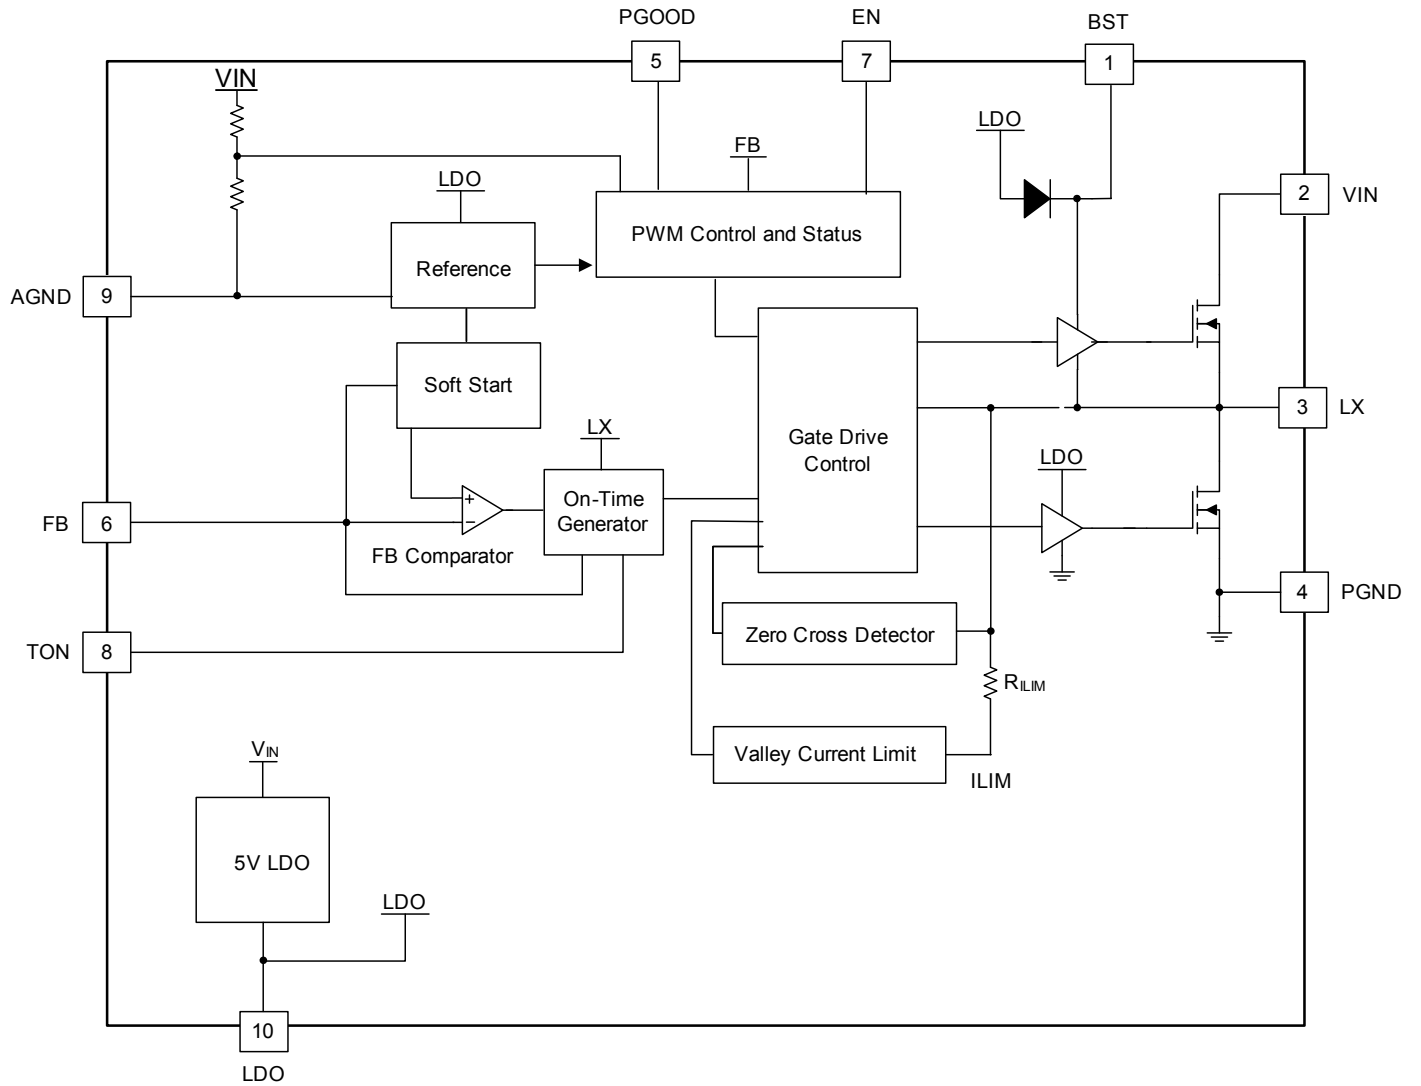 PGOOD
EN
BST
5
7
1
VIN
LDO
FB
LDO
2
VIN
PWM Control and Status
Reference
AGND
9
Soft Start
LX
3
LX
Gate Drive
Control
LDO
FB
6
+
−
On-Time
Generator
FB Comparator
4
PGND
Zero Cross Detector
TON
8
RILIM
VIN
Valley Current Limit
ILIM
5V LDO
LDO
10
LDO